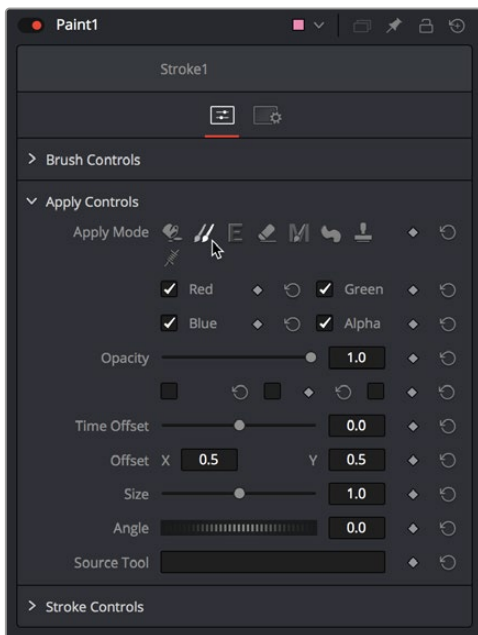 Paint1
Stroke1
Brush Controls
Apply Controls
Apply Mode
Red Green
Blue Alpha
Opacity 1.0
Time Offset 0.0
Offset X 0.5 Y 0.5
Size 1.0
Angle 0.0
Source Tool
Stroke Controls